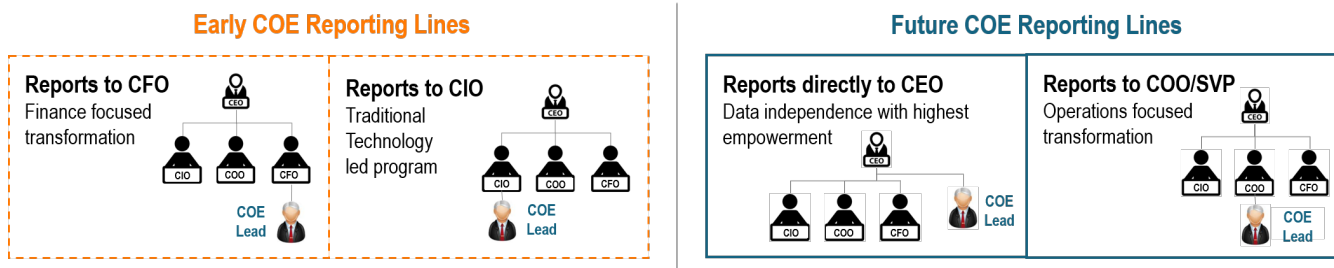 Early COE Reporting Lines
Reports to CFO
Finance focused
transformation
CEO
CIO
COO
CFO
COE
Lead
Reports to CIO
Traditional
Technology
led program
CEO
CIO
COO
CFO
COE
Lead
Future COE Reporting Lines
Reports directly to CEO
Data independence with highest
empowerment
CEO
CIO
COO
CFO
COE
Lead
Reports to COO/SVP
Operations focused
transformation
CEO
CIO
COO
CFO
COE
Lead